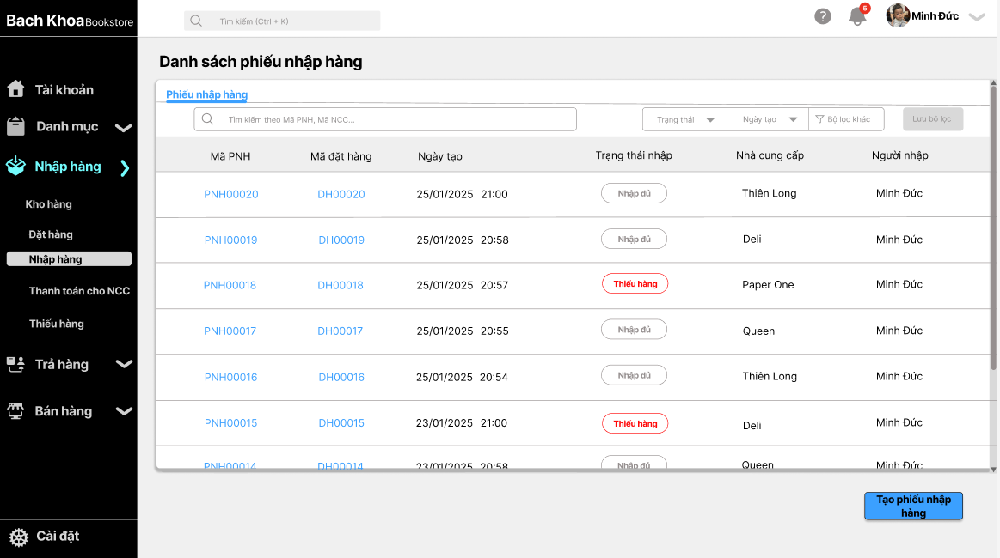 Bach Khoa Bookstore
Tìm kiếm (Ctrl + K)
5
Minh Đức
Tài khoản
Danh mục
Nhập hàng
Kho hàng
Đặt hàng
Nhập hàng
Thanh toán cho NCC
Thiếu hàng
Trả hàng
Bán hàng
Cài đặt
Danh sách phiếu nhập hàng
Phiếu nhập hàng
Tìm kiếm theo Mã PNH, Mã NCC...
Trạng thái
Ngày tạo
Bộ lọc khác
Lưu bộ lọc
Mã PNH Mã đặt hàng Ngày tạo Trạng thái nhập Nhà cung cấp Người nhập
PNH00020 DH00020 25/01/2025 21:00 Nhập đủ Thiên Long Minh Đức
PNH00019 DH00019 25/01/2025 20:58 Nhập đủ Deli Minh Đức
PNH00018 DH00018 25/01/2025 20:57 Thiếu hàng Paper One Minh Đức
PNH00017 DH00017 25/01/2025 20:55 Nhập đủ Queen Minh Đức
PNH00016 DH00016 25/01/2025 20:54 Nhập đủ Thiên Long Minh Đức
PNH00015 DH00015 23/01/2025 21:00 Thiếu hàng Deli Minh Đức
PNH00014 DH00014 23/01/2025 20:58 Nhập đủ Queen Minh Đức
Tạo phiếu nhập
hàng